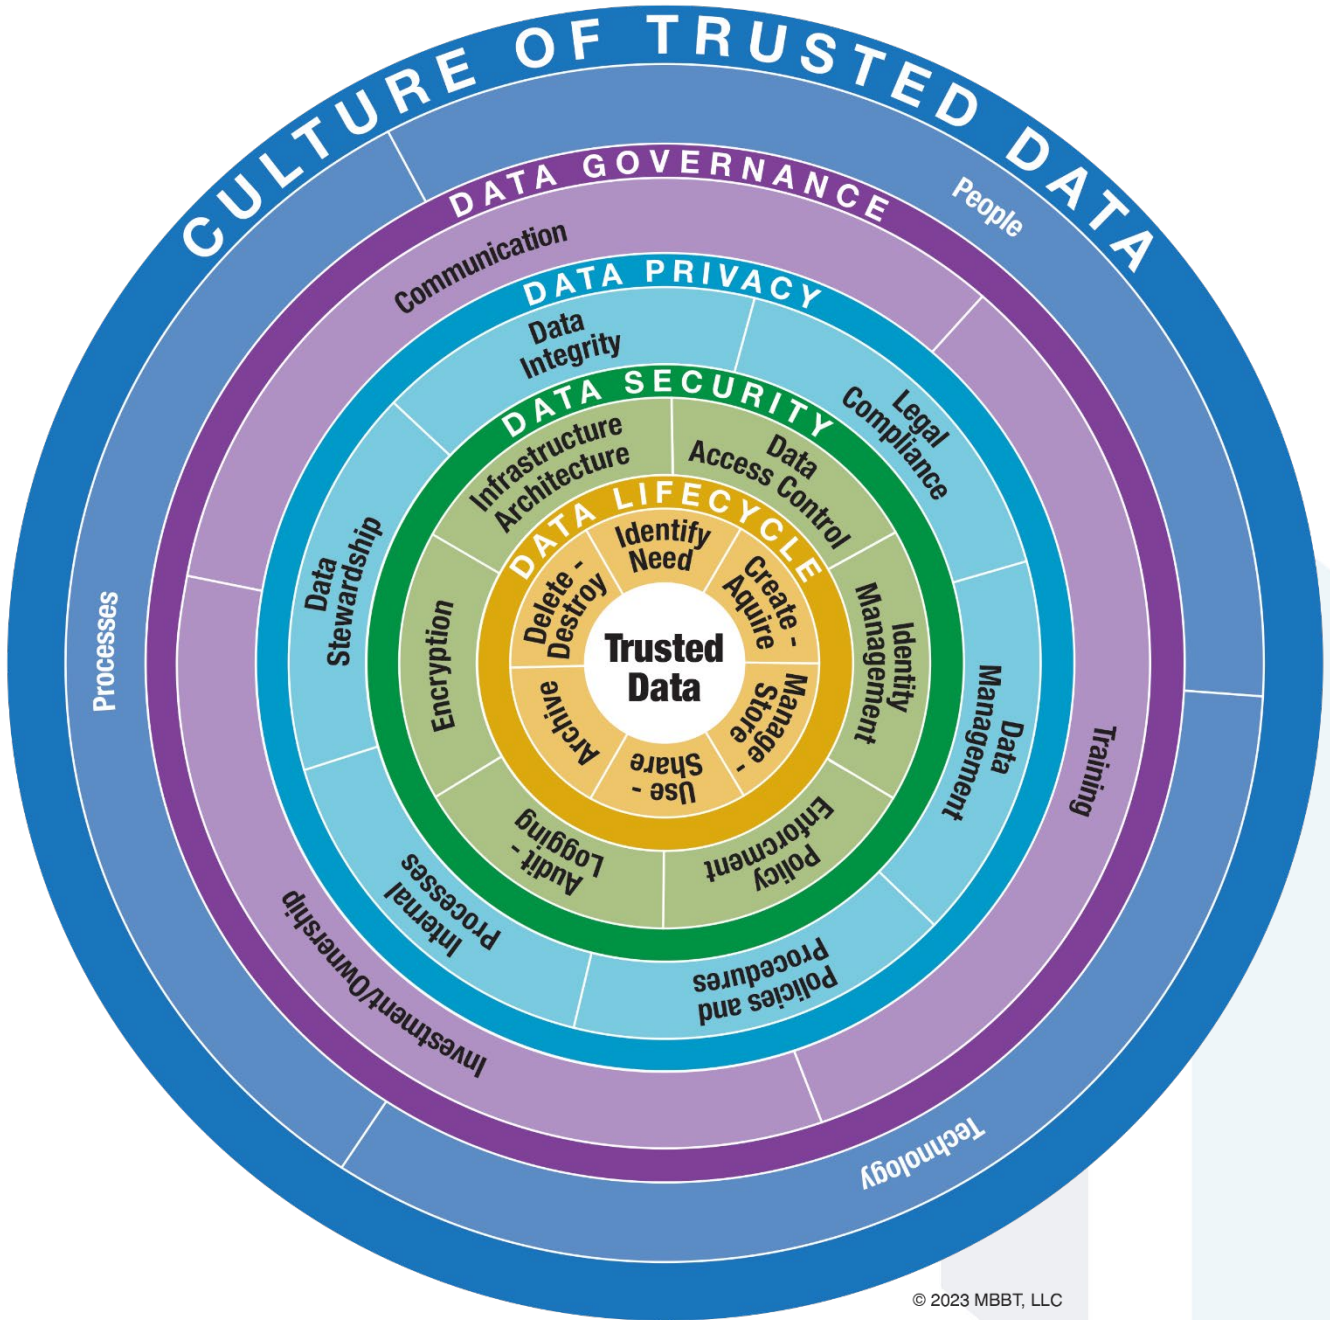 CULTURE OF TRUSTED DATA
People
Technology
Processes
DATA GOVERNANCE
Communication
Training
Investment/Ownership
DATA PRIVACY
Data
Integrity
Legal
Compliance
Data
Management
Policies and
Procedures
Internal
Processes
Data
Stewardship
DATA SECURITY
Infrastructure
Architecture
Data
Access Control
Identity
Management
Policy
Enforcement
Audit -
Logging
Encryption
DATA LIFECYCLE
Identify
Need
Create -
Aquire
Manage -
Store
Use -
Share
Archive
Delete -
Destroy
Trusted
Data
© 2023 MBBT, LLC